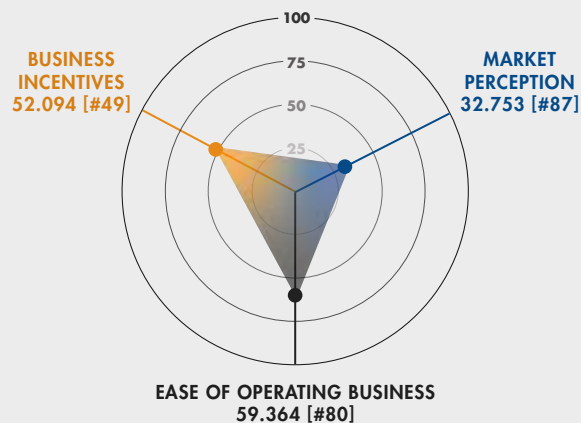 100
75
50
25
BUSINESS
INCENTIVES
52.094 [#49]
MARKET
PERCEPTION
32.753 [#87]
EASE OF OPERATING BUSINESS
59.364 [#80]